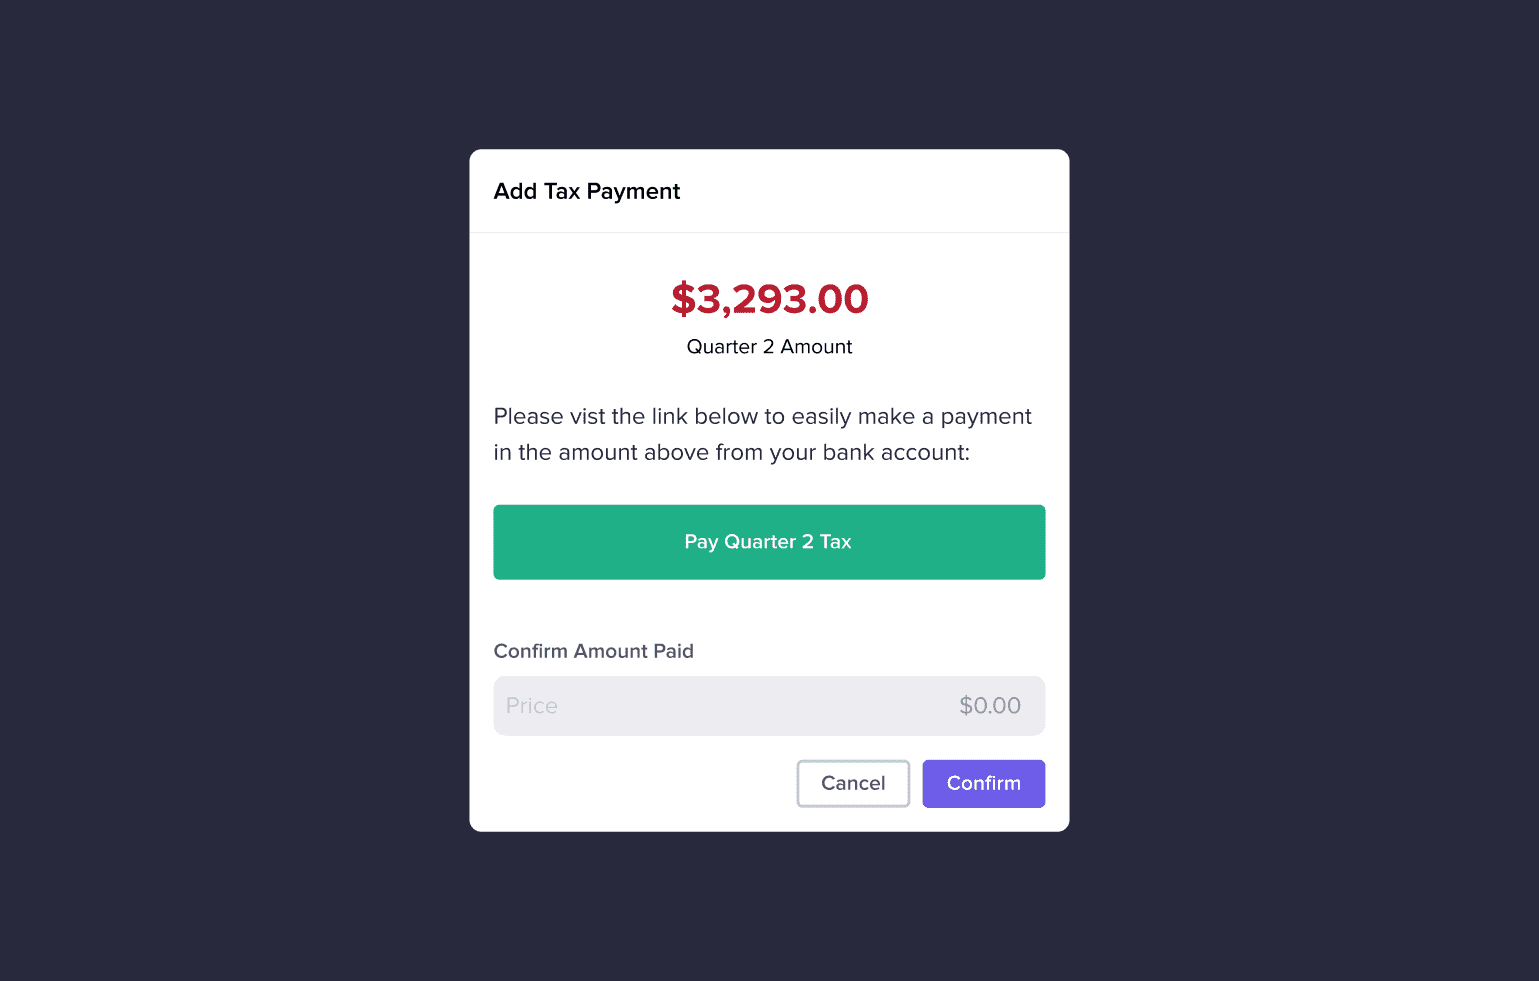 Add Tax Payment
$3,293.00
Quarter 2 Amount
Please vist the link below to easily make a payment
in the amount above from your bank account:
Pay Quarter 2 Tax
Confirm Amount Paid
Price $0.00
Cancel Confirm